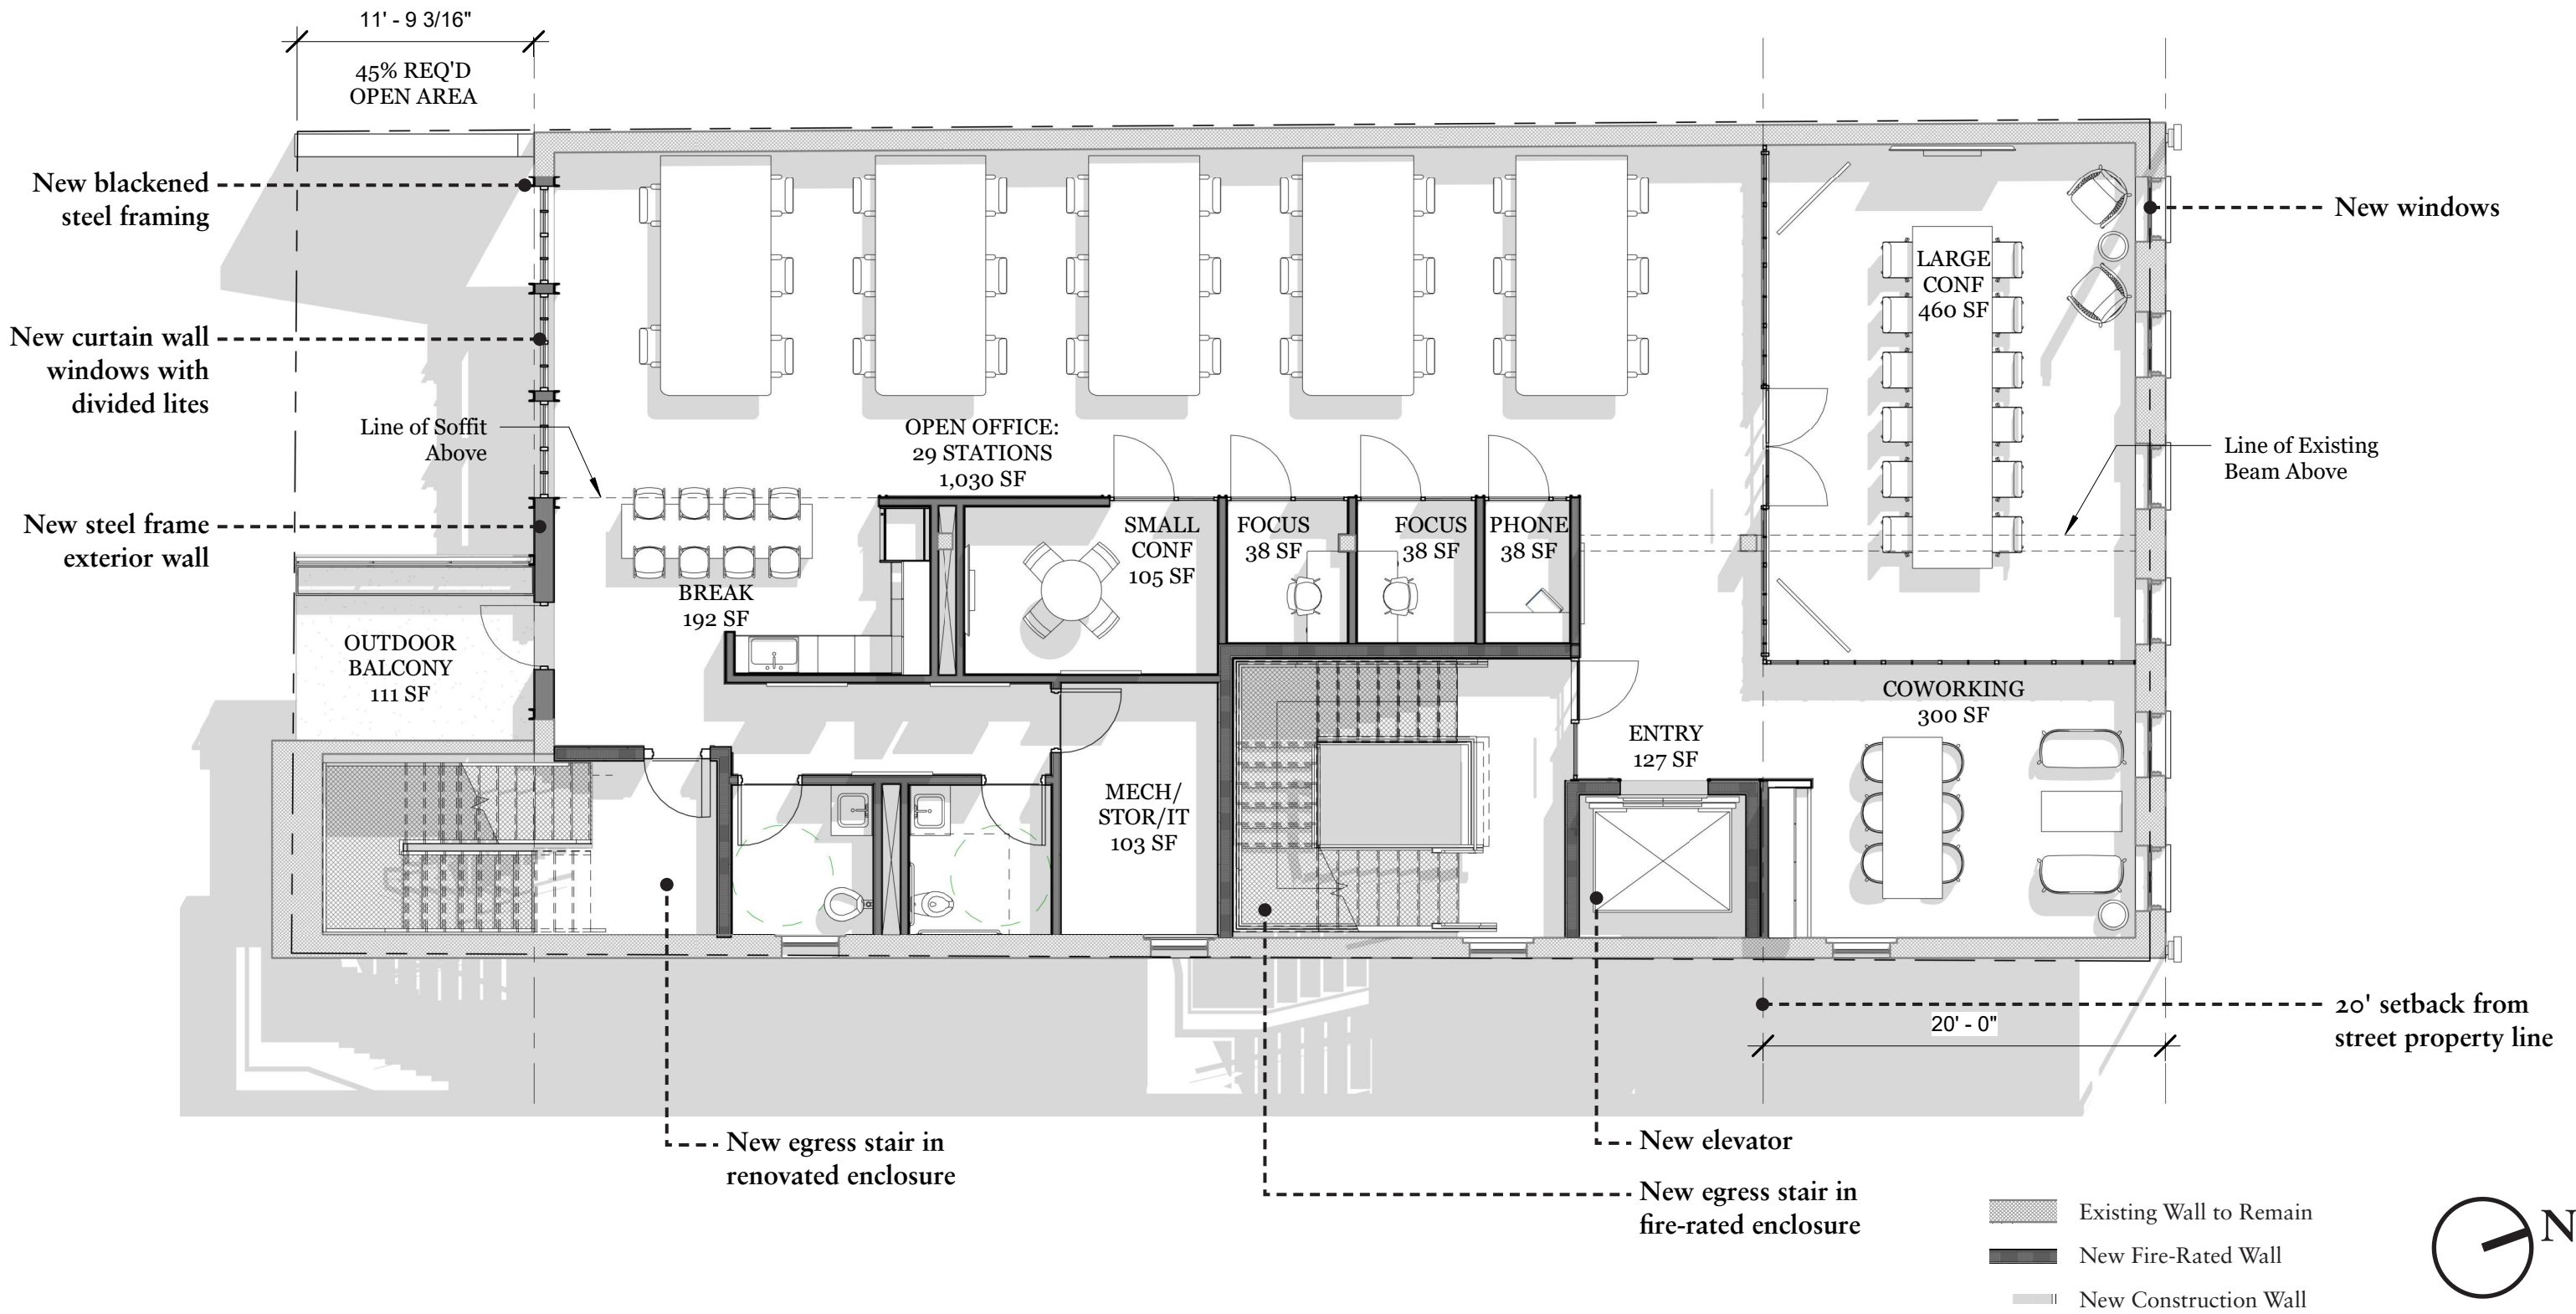 11' - 9 3/16"
45% REQ'D
OPEN AREA
New blackened
steel framing
New curtain wall
windows with
divided lites
Line of Soffit
Above
New steel frame
exterior wall
OUTDOOR
BALCONY
111 SF
OPEN OFFICE:
29 STATIONS
1,030 SF
BREAK
192 SF
SMALL
CONF
105 SF
FOCUS
38 SF
FOCUS
38 SF
PHONE
38 SF
LARGE
CONF
460 SF
New windows
Line of Existing
Beam Above
COWORKING
300 SF
ENTRY
127 SF
MECH/
STOR/IT
103 SF
20' setback from
street property line
20' - 0"
New egress stair in
renovated enclosure
New elevator
New egress stair in
fire-rated enclosure
Existing Wall to Remain
New Fire-Rated Wall
New Construction Wall
N